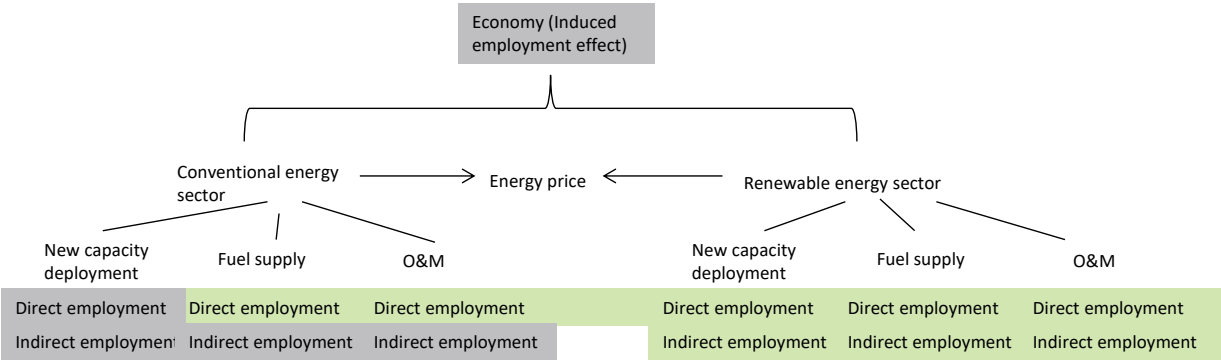 Economy (Induced
employment effect)
Conventional energy
sector
Energy price
Renewable energy sector
New capacity
deployment
Fuel supply
O&M
New capacity
deployment
Fuel supply
O&M
Direct employment Direct employment Direct employment Direct employment Direct employment Direct employment
Indirect employment Indirect employment Indirect employment Indirect employment Indirect employment Indirect employment